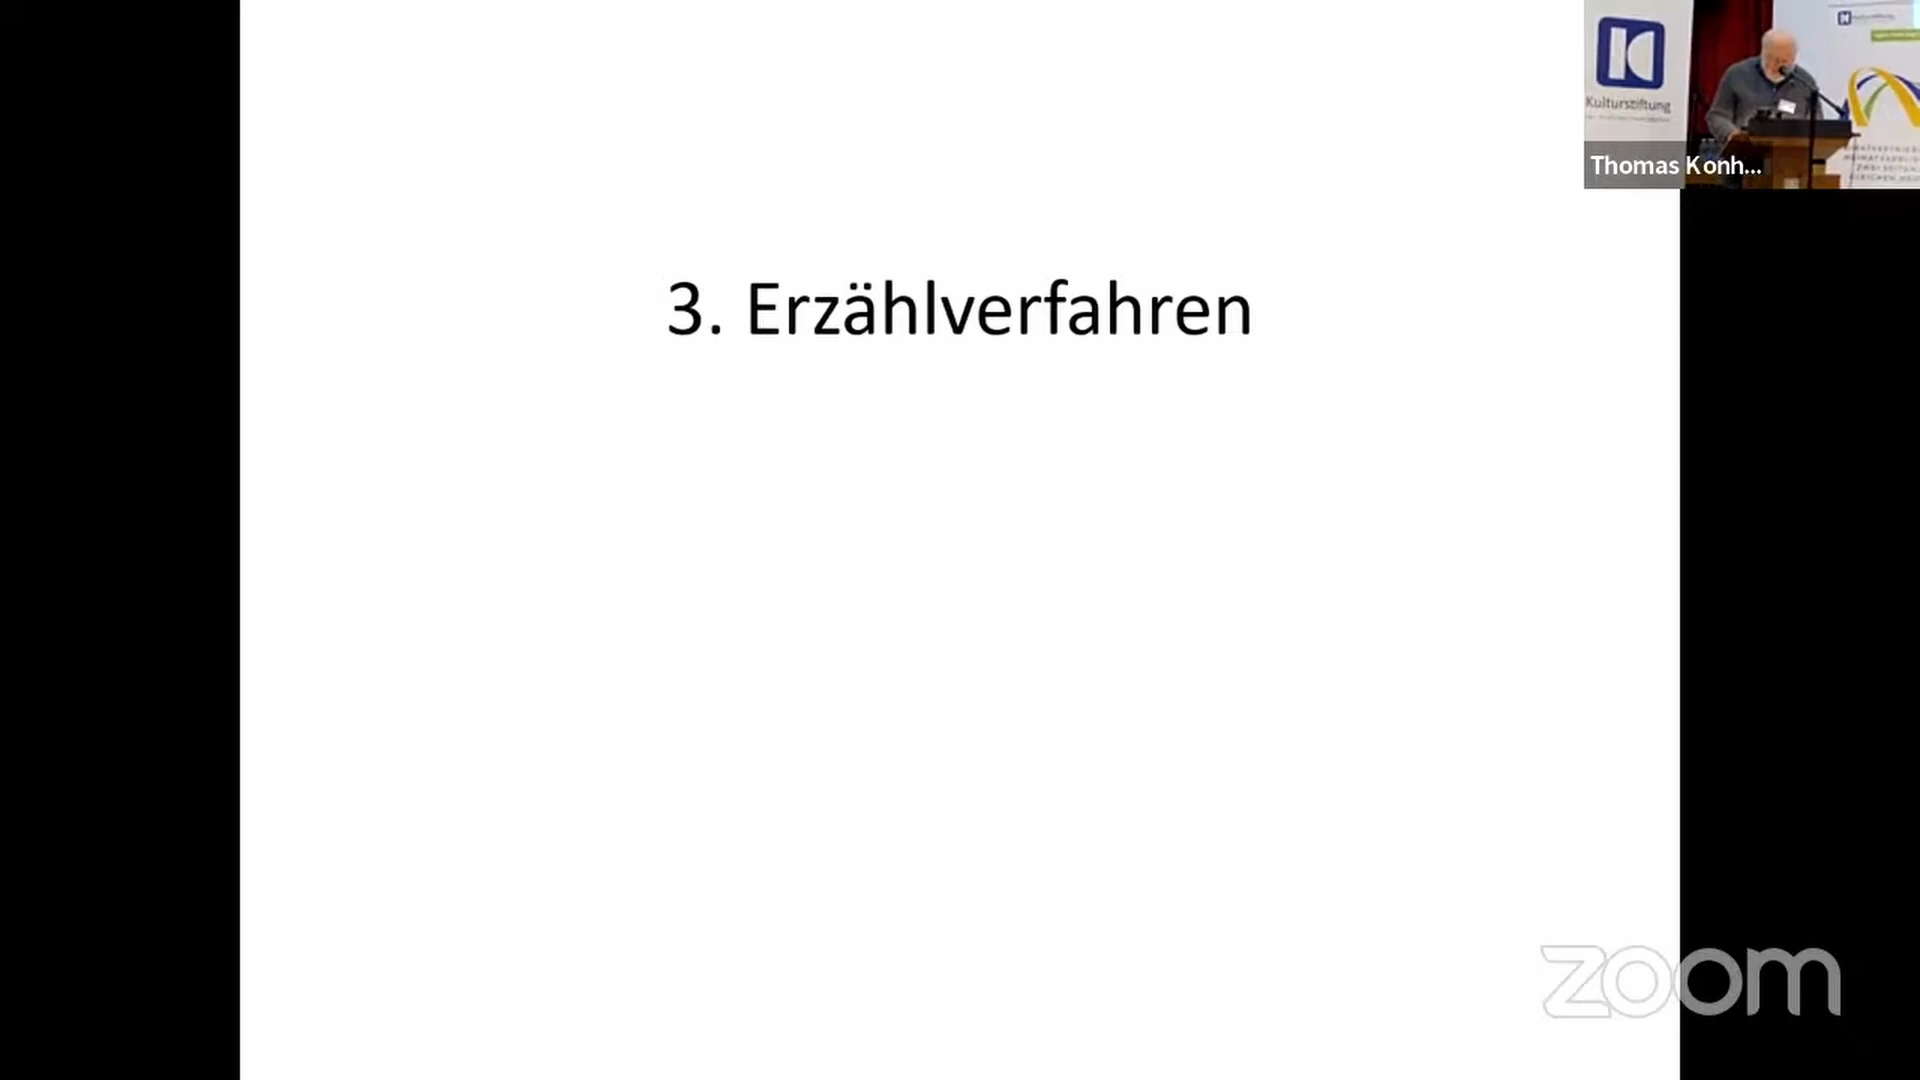 3. Erzählverfahren
Kulturstiftung
Thomas Konh...
zoom